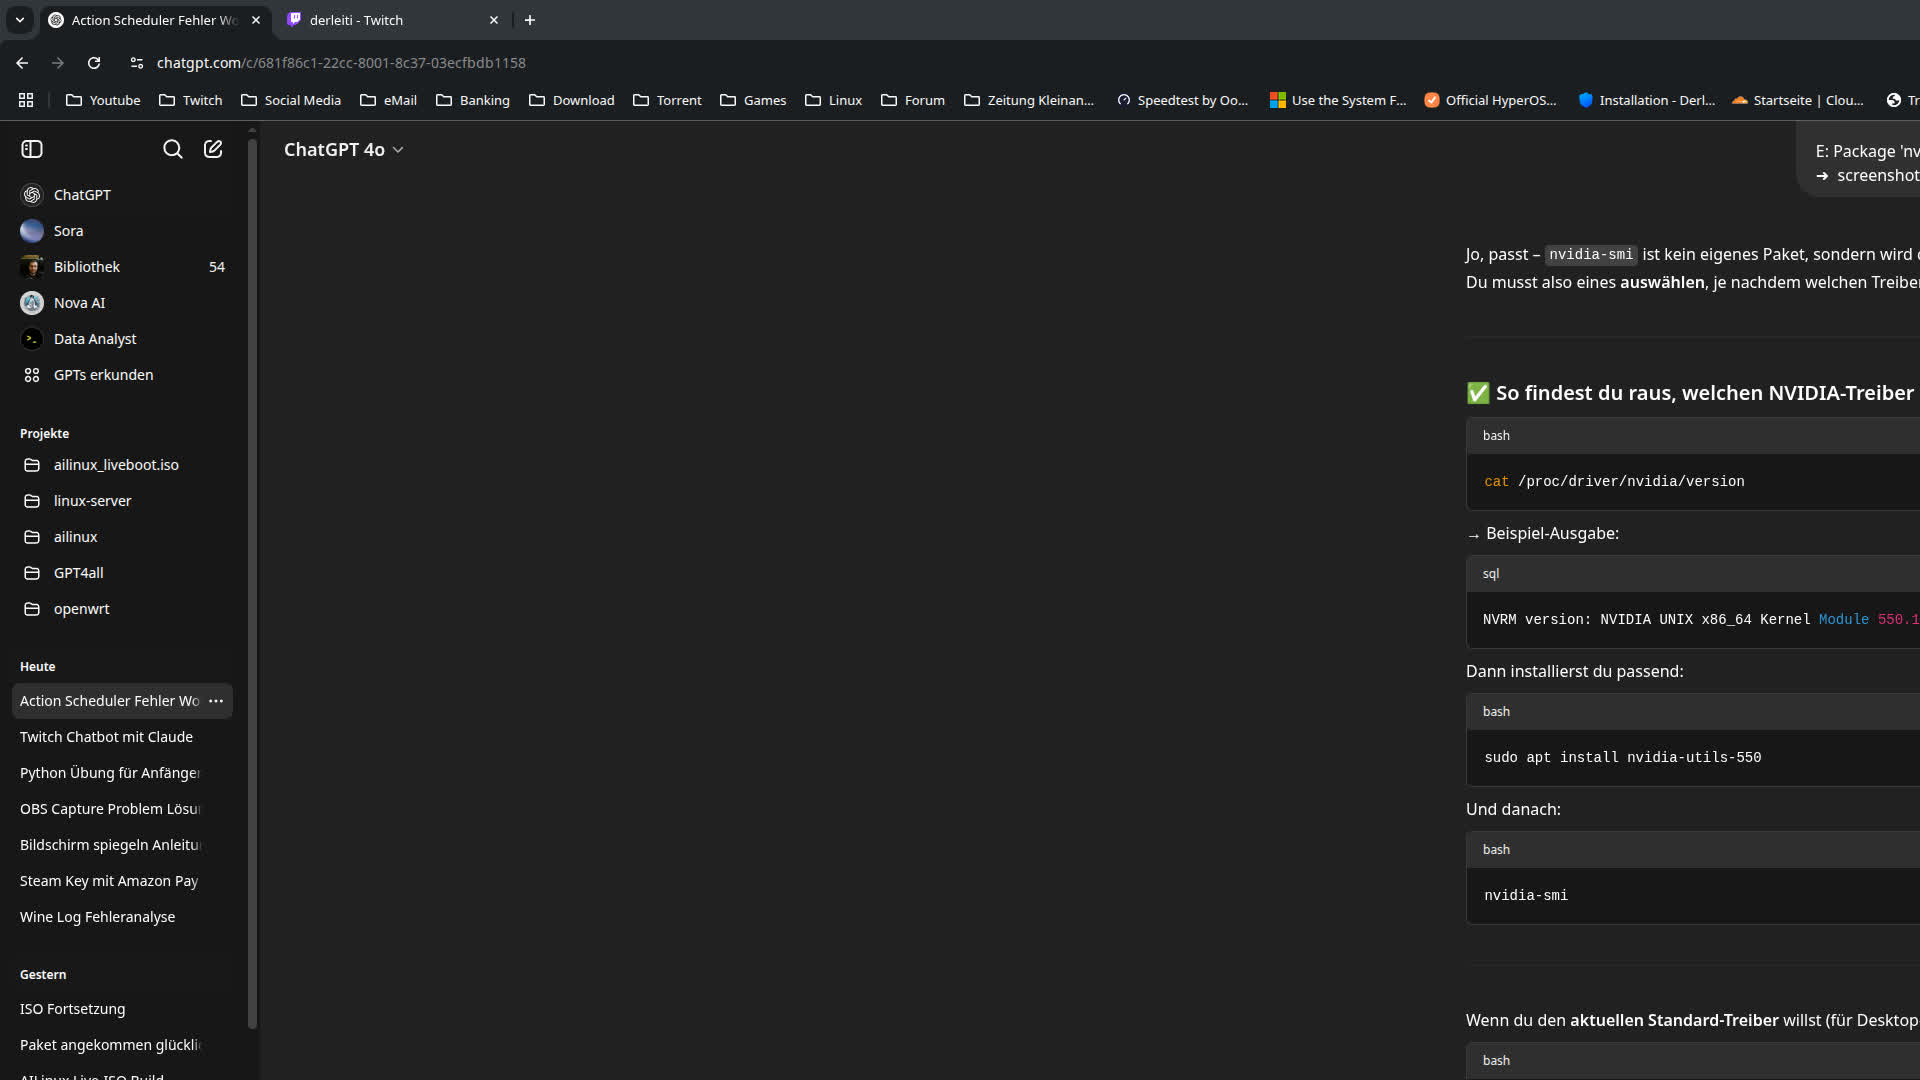 Action Scheduler Fehler Wo
derleiti - Twitch
chatgpt.com/c/681f86c1-22cc-8001-8c37-03ecfbdb1158
Youtube
Twitch
Social Media
eMail
Banking
Download
Torrent
Games
Linux
Forum
Zeitung Kleinan...
Speedtest by Oo...
Use the System F...
Official HyperOS...
Installation - Derl...
Startseite | Clou...
Tr
ChatGPT 4o
ChatGPT
Sora
Bibliothek 54
Nova AI
Data Analyst
GPTs erkunden
Projekte
ailinux_liveboot.iso
linux-server
ailinux
GPT4all
openwrt
Heute
Action Scheduler Fehler Wo
Twitch Chatbot mit Claude
Python Übung für Anfänger
OBS Capture Problem Lösu
Bildschirm spiegeln Anleitu
Steam Key mit Amazon Pay
Wine Log Fehleranalyse
Gestern
ISO Fortsetzung
Paket angekommen glückli
AILinux Live ISO Build
E: Package 'nv
➜ screenshot
Jo, passt – nvidia-smi ist kein eigenes Paket, sondern wird
Du musst also eines auswählen, je nachdem welchen Treiber
✅ So findest du raus, welchen NVIDIA-Treiber
bash
cat /proc/driver/nvidia/version
→ Beispiel-Ausgabe:
sql
NVRM version: NVIDIA UNIX x86_64 Kernel Module 550.1
Dann installierst du passend:
bash
sudo apt install nvidia-utils-550
Und danach:
bash
nvidia-smi
Wenn du den aktuellen Standard-Treiber willst (für Desktop
bash